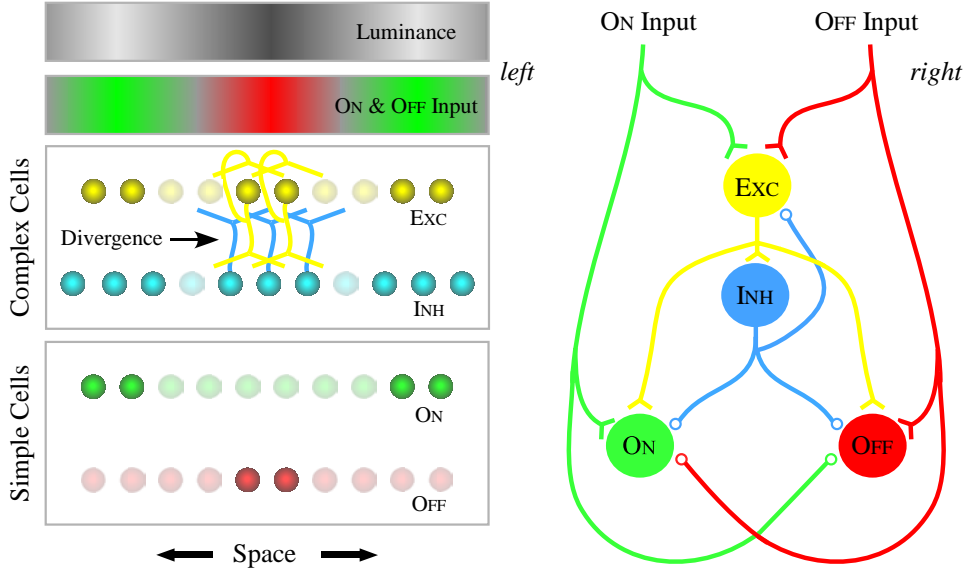 Luminance
ON & OFF Input
left
Complex Cells
EXC
Divergence
INH
Simple Cells
ON
OFF
Space
ON Input
OFF Input
right
EXC
INH
ON
OFF